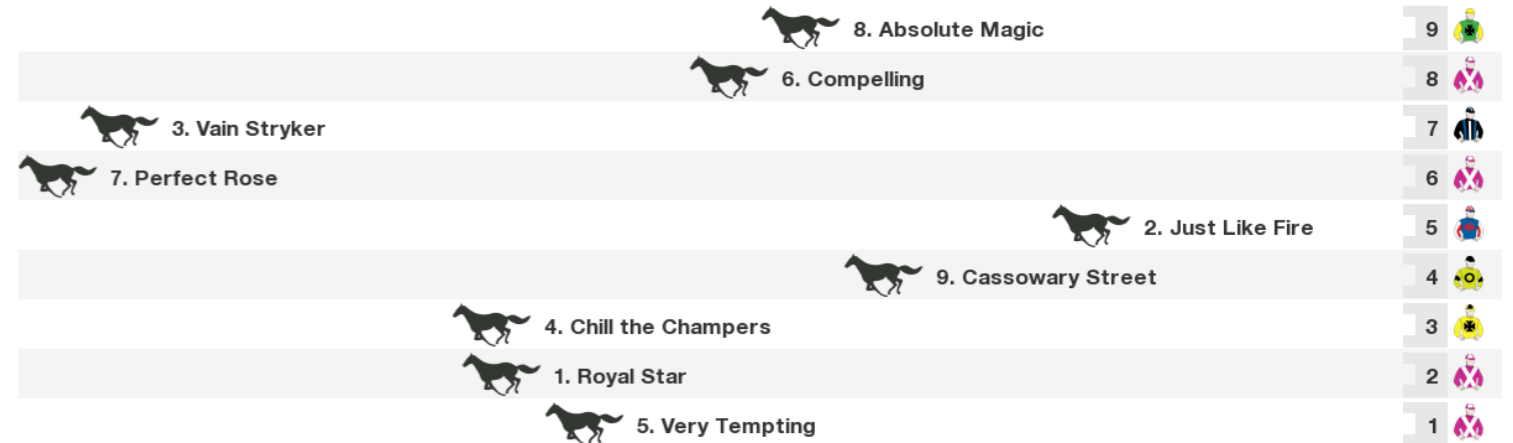 8. Absolute Magic 9
6. Compelling 8
3. Vain Stryker 7
7. Perfect Rose 6
2. Just Like Fire 5
9. Cassowary Street 4
4. Chill the Champers 3
1. Royal Star 2
5. Very Tempting 1